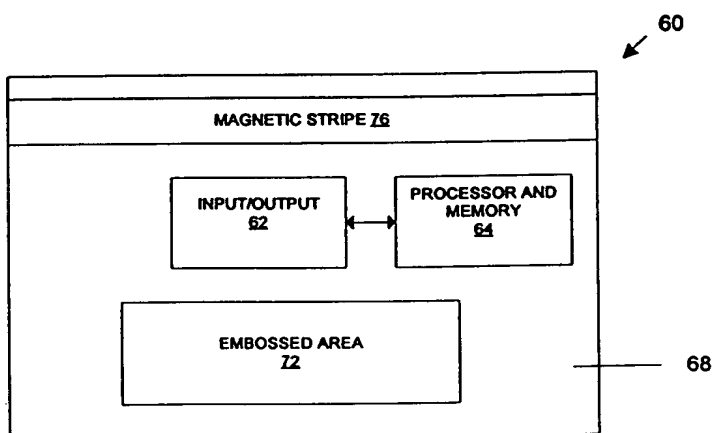 60
MAGNETIC STRIPE 76
INPUT/OUTPUT
62
PROCESSOR AND
MEMORY
64
EMBOSSED AREA
72
68